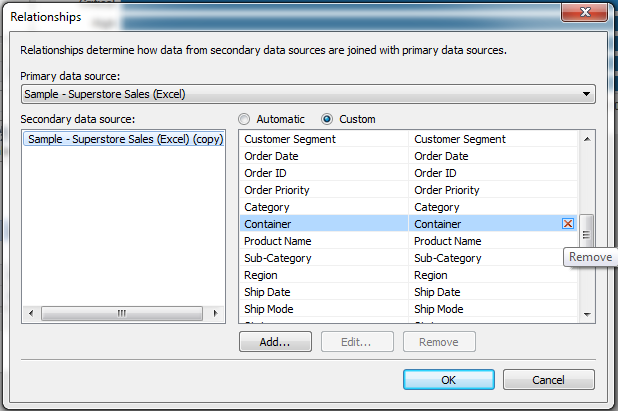 Relationships
Relationships determine how data from secondary data sources are joined with primary data sources.
Primary data source:
Sample - Superstore Sales (Excel)
Secondary data source:
Automatic
Custom
Sample - Superstore Sales (Excel) (copy)
Customer Segment Customer Segment
Order Date Order Date
Order ID Order ID
Order Priority Order Priority
Category Category
Container Container
Product Name Product Name
Remove
Sub-Category Sub-Category
Region Region
Ship Date Ship Date
Ship Mode Ship Mode
Add...
Edit...
Remove
OK
Cancel